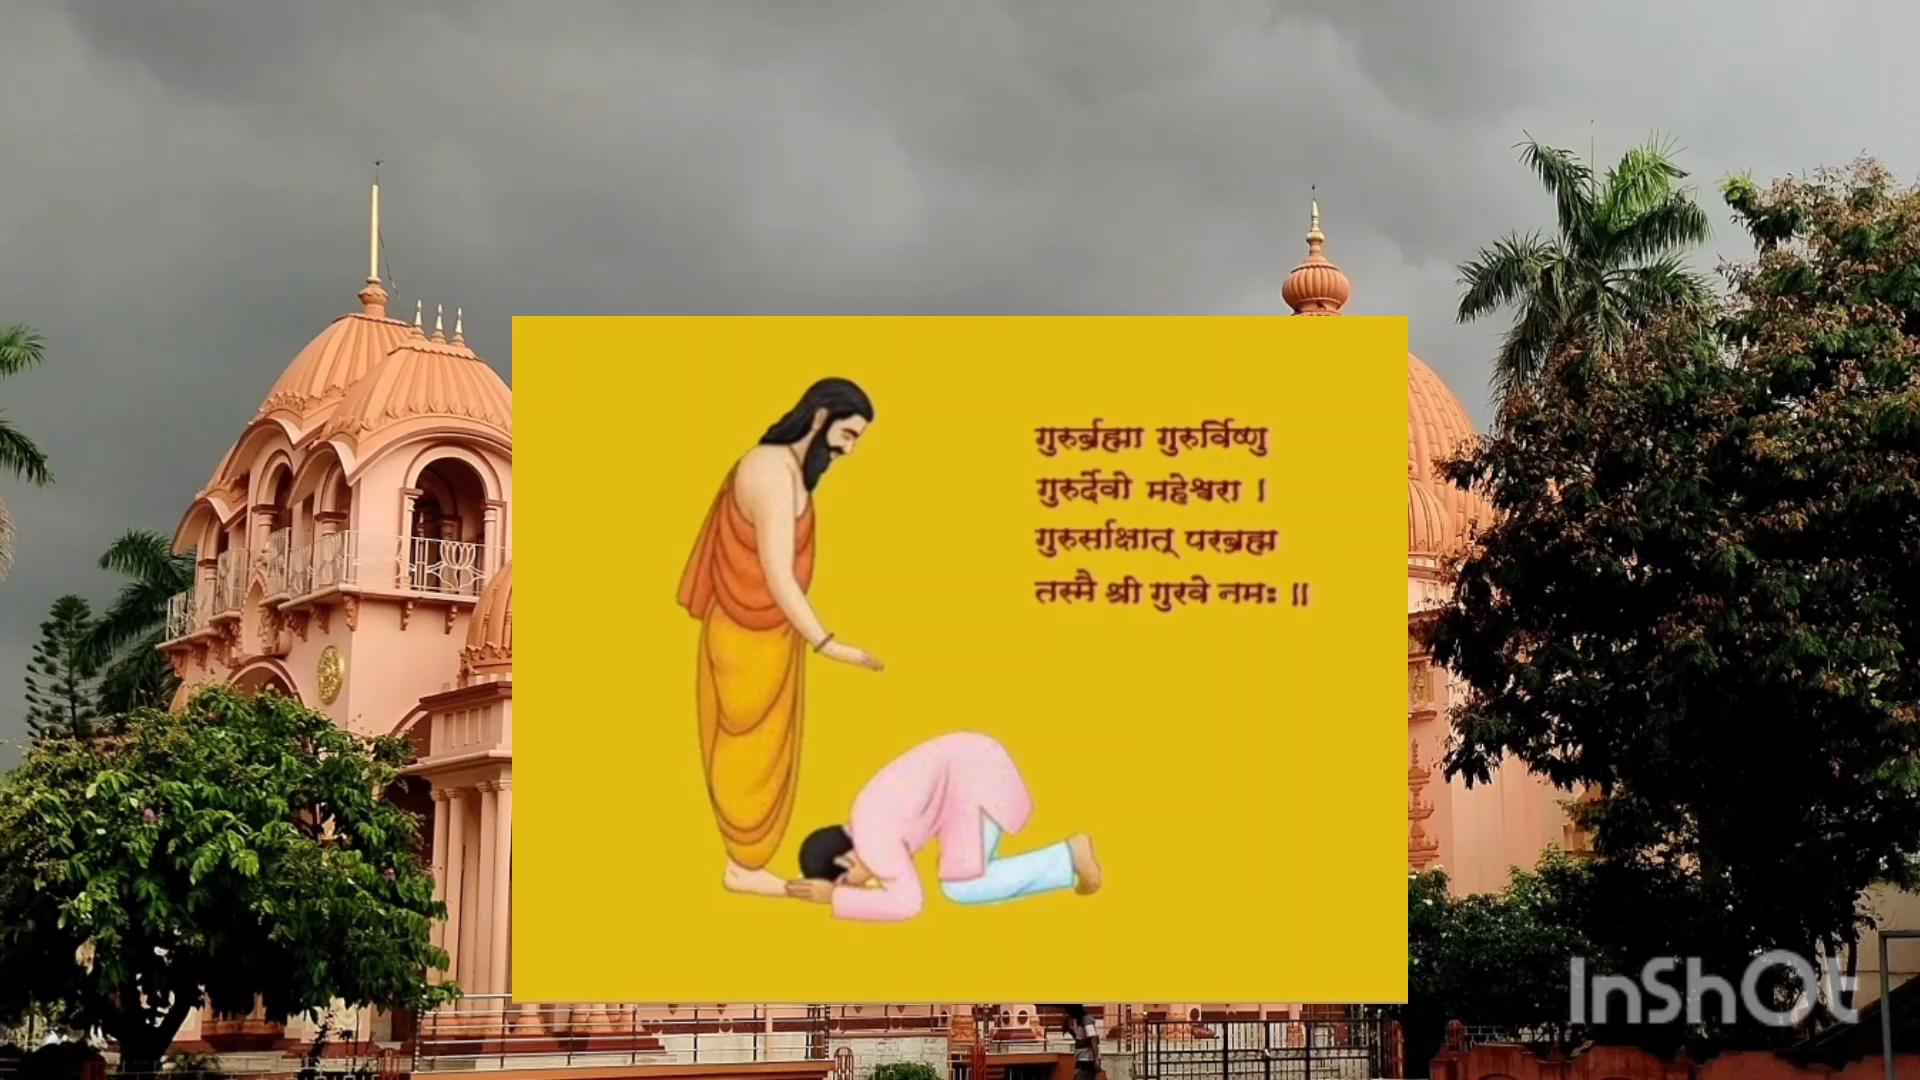 गुरुर्ब्रह्मा गुरुर्विष्णु
गुरुर्देवो महेश्वरा ।
गुरुर्साक्षात् परब्रह्म
तस्मै श्री गुरवे नमः ॥
InShOt